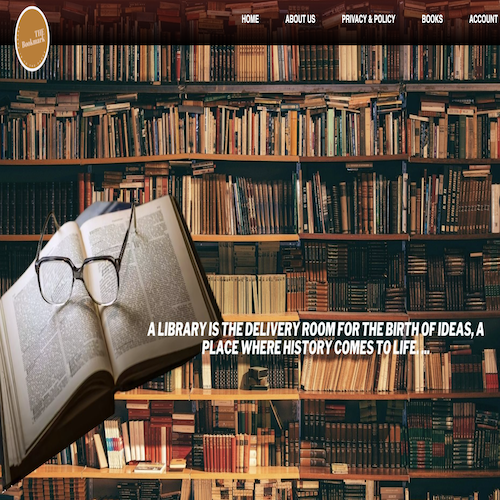 THE
Bookmark
HOME
ABOUT US
PRIVACY & POLICY
BOOKS
ACCOUNT
A LIBRARY IS THE DELIVERY ROOM FOR THE BIRTH OF IDEAS, A
PLACE WHERE HISTORY COMES TO LIFE. ...